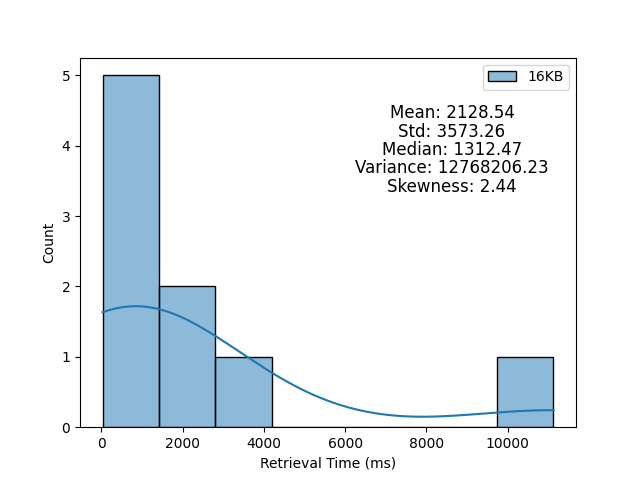 16KB
Mean: 2128.54
Std: 3573.26
Median: 1312.47
Variance: 12768206.23
Skewness: 2.44
5
4
3
2
1
0
Count
0 2000 4000 6000 8000 10000
Retrieval Time (ms)